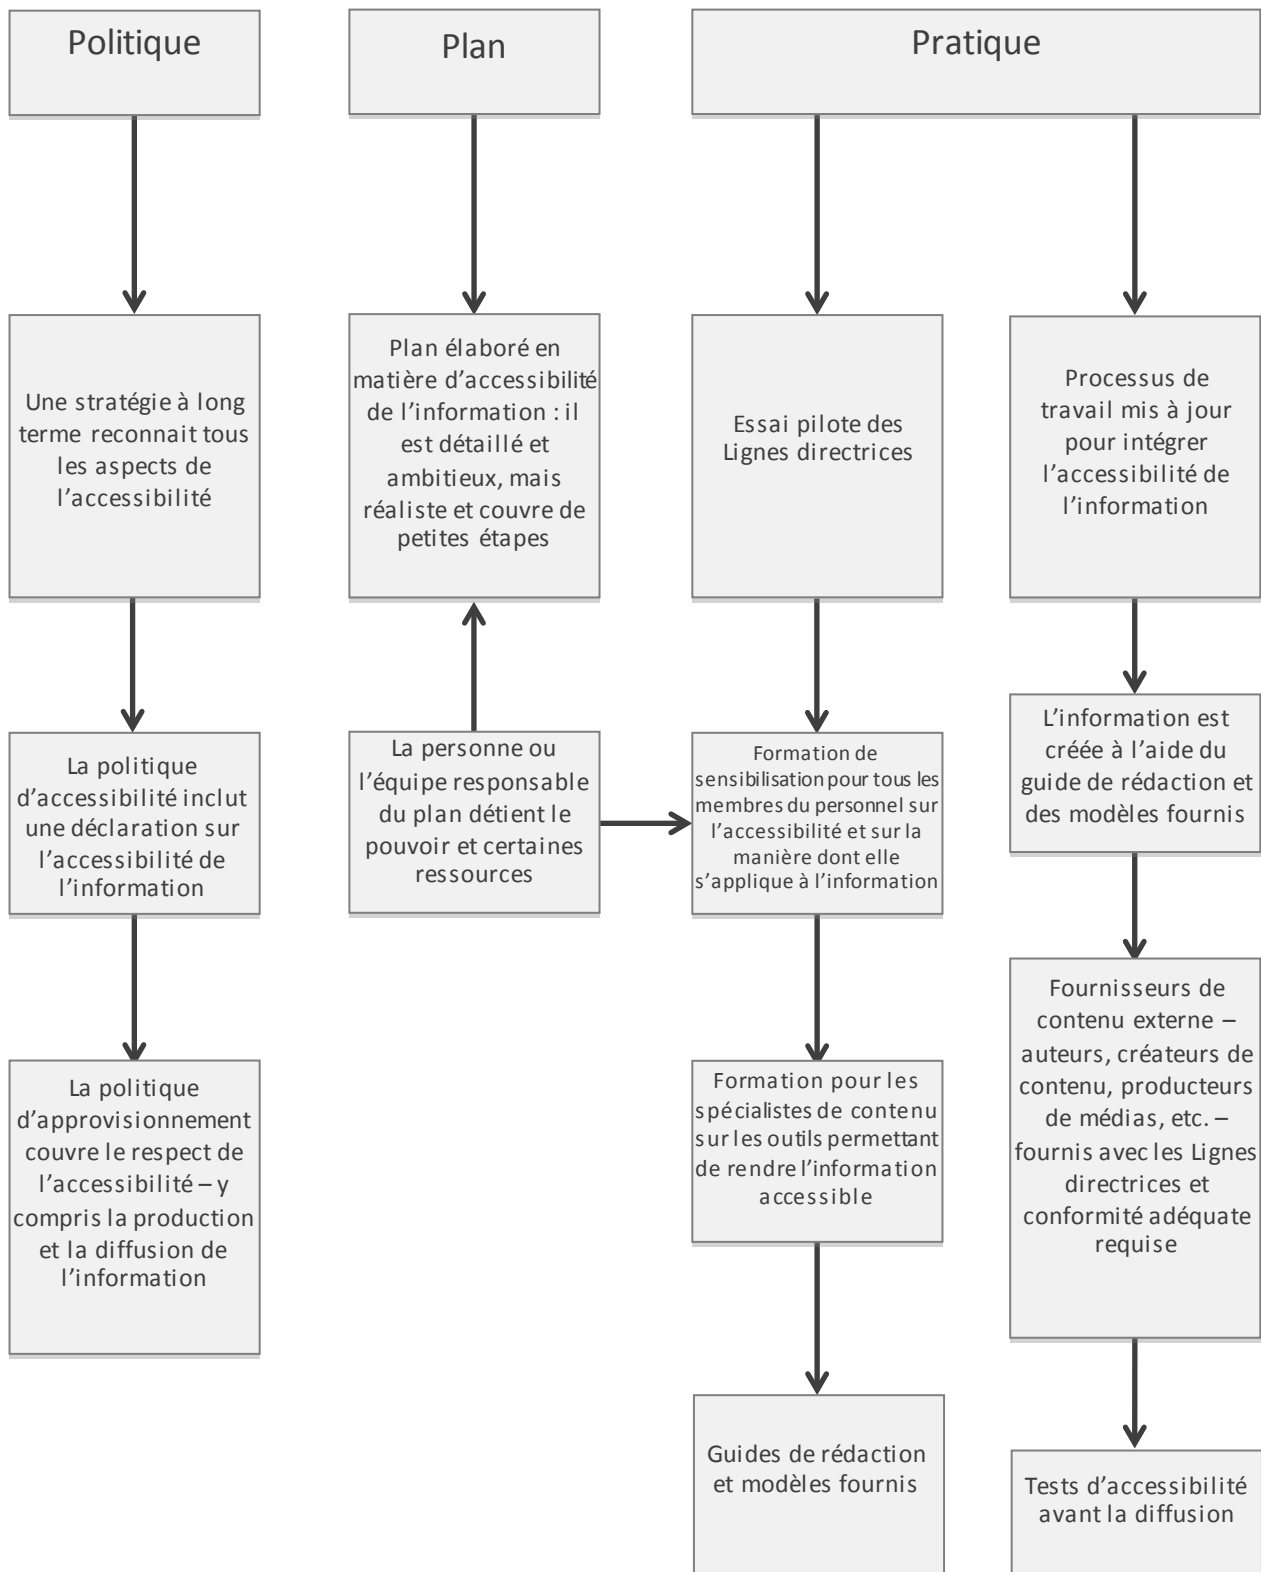 Politique
Plan
Pratique
Une stratégie à long
terme reconnait tous
les aspects de
l’accessibilité
Plan élaboré en
matière d’accessibilité
de l’information : il
est détaillé et
ambitieux, mais
réaliste et couvre de
petites étapes
Essai pilote des
Lignes directrices
Processus de
travail mis à jour
pour intégrer
l’accessibilité de
l’information
La politique
d’accessibilité inclut
une déclaration sur
l’accessibilité de
l’information
La personne ou
l’équipe responsable
du plan détient le
pouvoir et certaines
ressources
Formation de
sensibilisation pour tous les
membres du personnel sur
l’accessibilité et sur la
manière dont elle
s’applique à l’information
L’information est
créée à l’aide du
guide de rédaction et
des modèles fournis
La politique
d’approvisionnement
couvre le respect de
l’accessibilité – y
compris la production
et la diffusion de
l’information
Formation pour les
spécialistes de contenu
sur les outils permettant
de rendre l’information
accessible
Fournisseurs de
contenu externe –
auteurs, créateurs de
contenu, producteurs
de médias, etc. –
fournis avec les Lignes
directrices et
conformité adéquate
requise
Guides de rédaction
et modèles fournis
Tests d’accessibilité
avant la diffusion